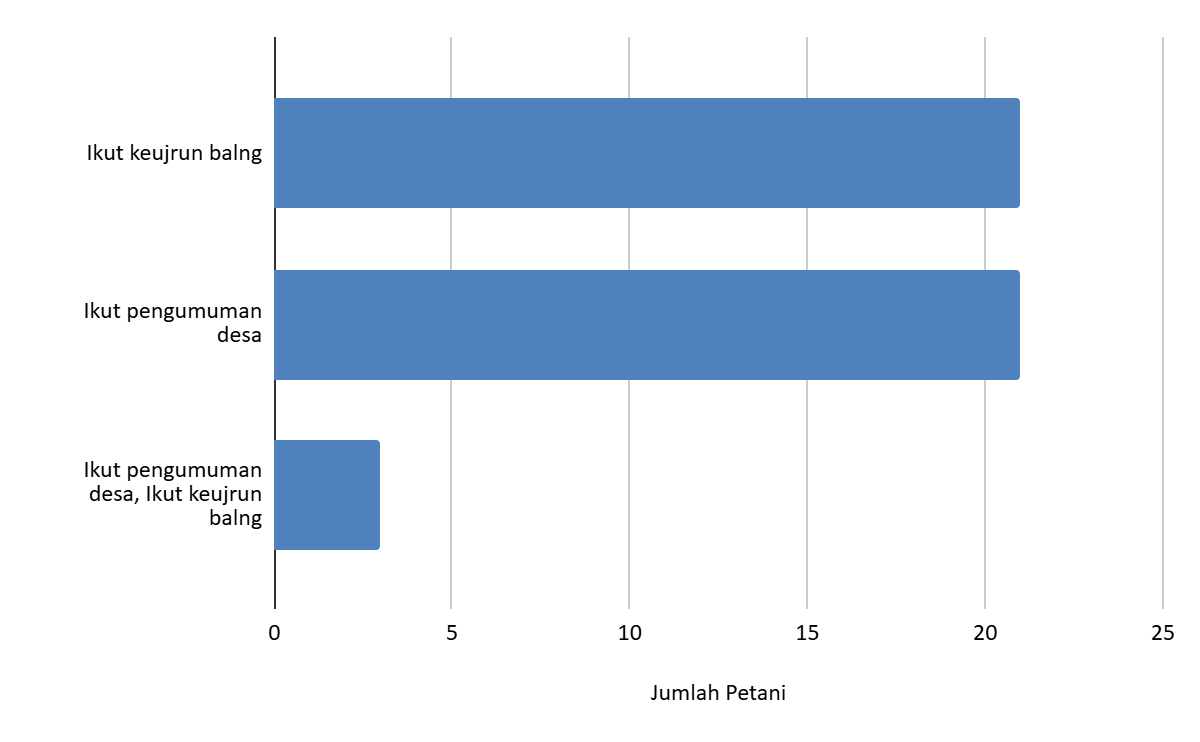 Ikut keujrun balng
Ikut pengumuman
desa
Ikut pengumuman
desa, Ikut keujrun
balng
0 5 10 15 20 25
Jumlah Petani